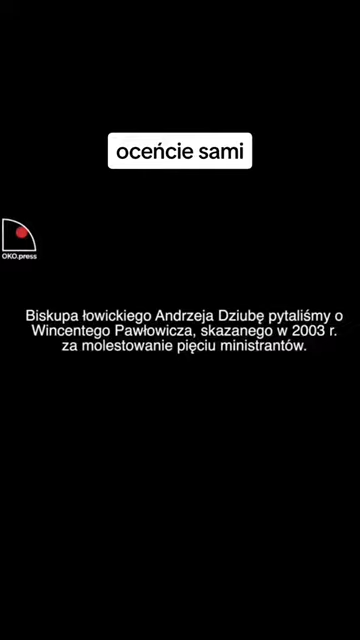 oceńcie sami
OKO.press
Biskupa łowickiego Andrzeja Dziubę pytaliśmy o
Wincentego Pawłowicza, skazanego w 2003 r.
za molestowanie pięciu ministrantów.